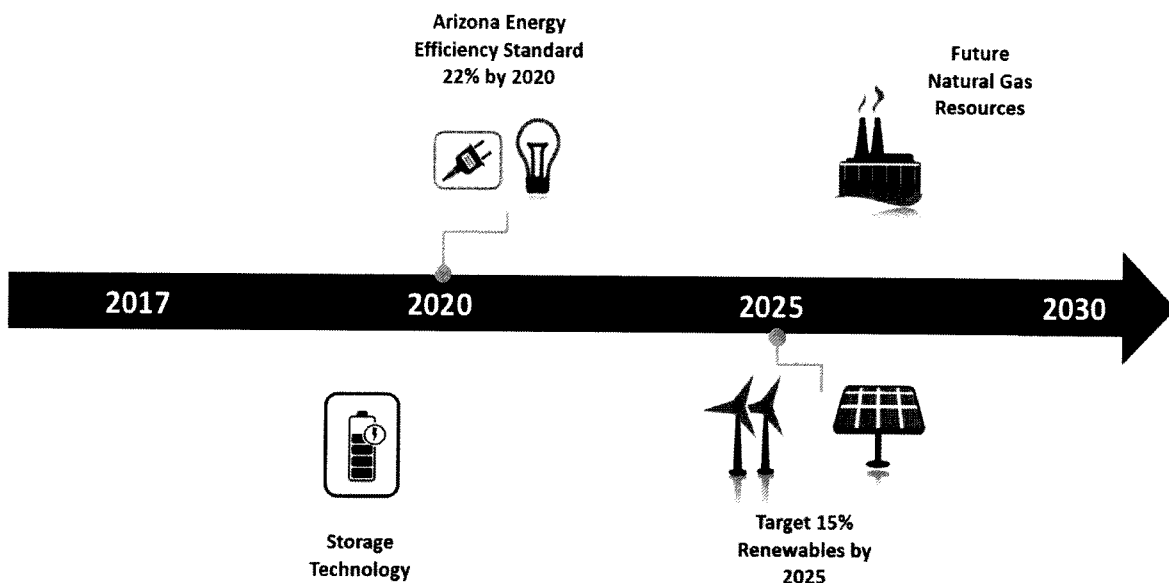 Arizona Energy
Efficiency Standard
22% by 2020
Future
Natural Gas
Resources
2017
2020
2025
2030
Storage
Technology
Target 15%
Renewables by
2025